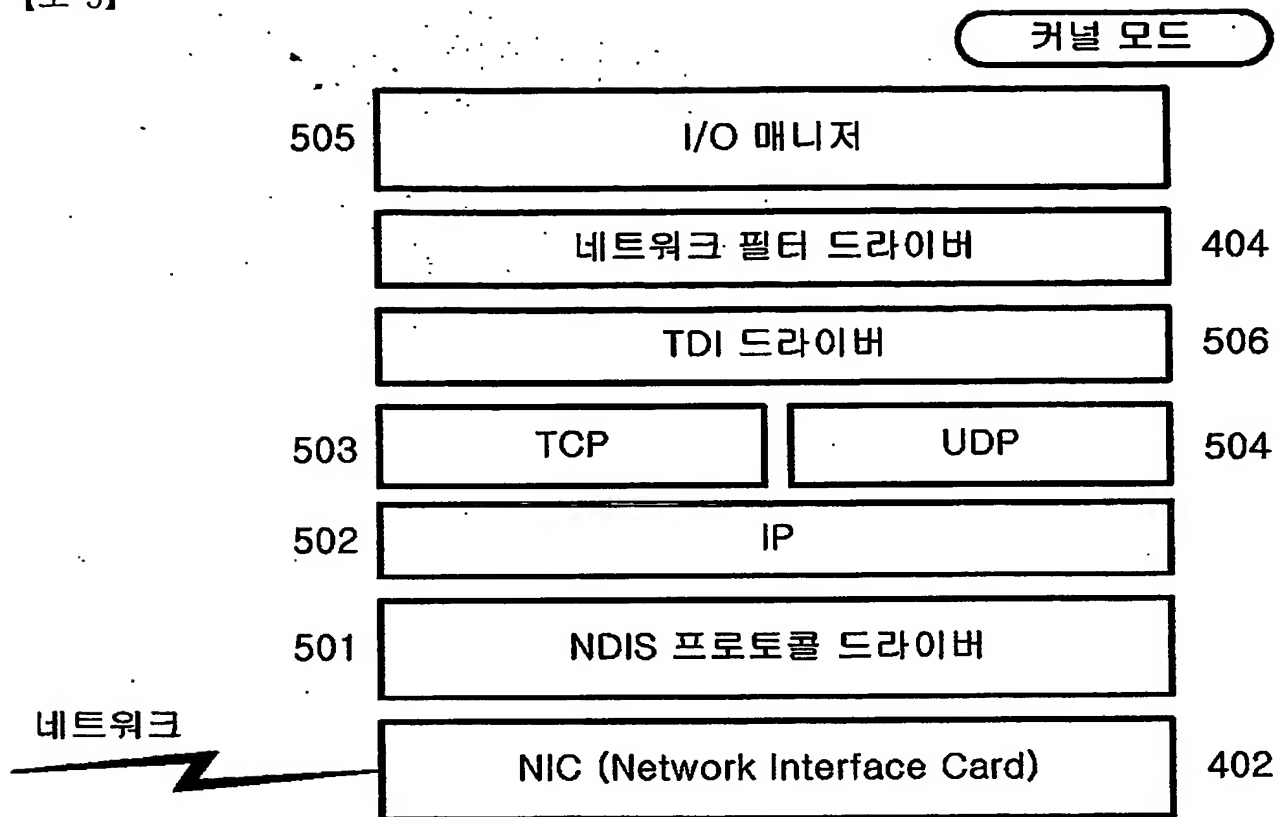 【도 5】
커널 모드
505 I/O 매니저
네트워크 필터 드라이버 404
TDI 드라이버 506
503 TCP UDP 504
502 IP
501 NDIS 프로토콜 드라이버
네트워크
NIC (Network Interface Card) 402